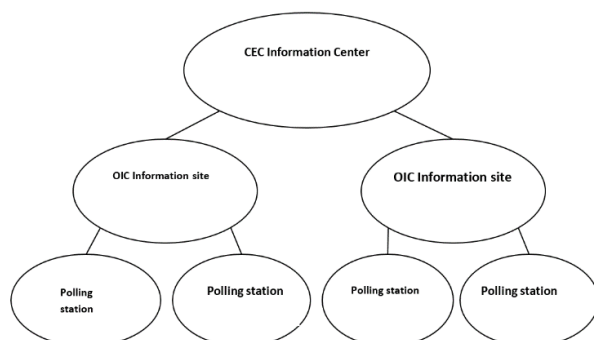 CEC Information Center
OIC Information site
OIC Information site
Polling
station
Polling station
Polling station
Polling station